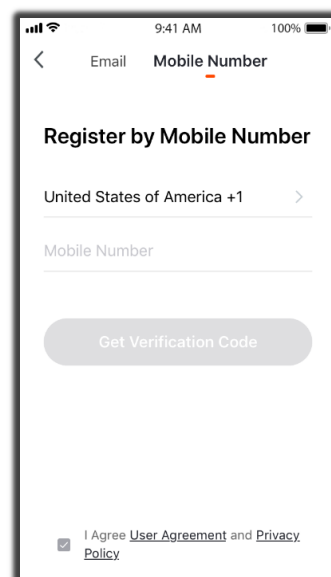 9:41 AM 100%
Email Mobile Number
Register by Mobile Number
United States of America +1
Mobile Number
Get Verification Code
I Agree User Agreement and Privacy
Policy